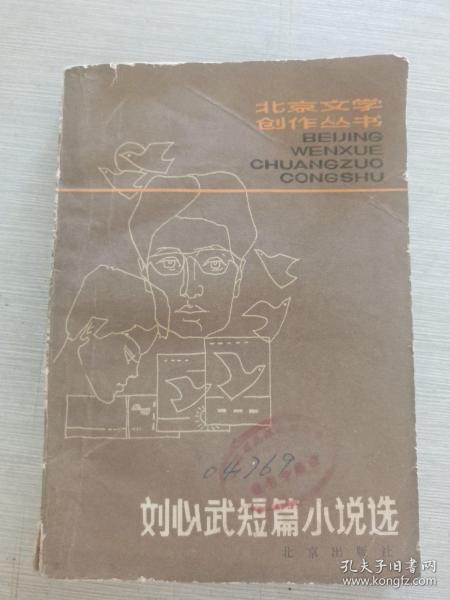 北京文学
创作丛书
BEIJING
WENXUE
CHUANGZUO
CONGSHU
04769
刘心武短篇小说选
北京出版社
孔夫子旧书网
www.kongfz.com